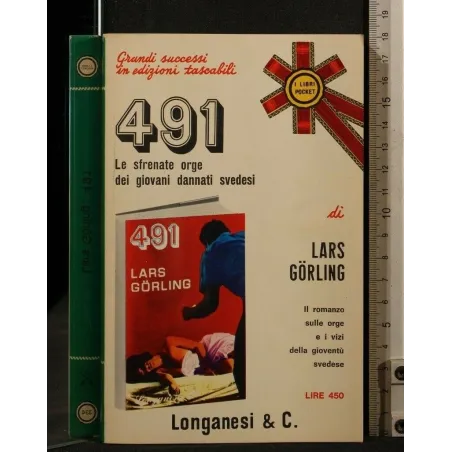 Grandi successi
in edizioni tascabili
I LIBRI
POCKET
491
Le sfrenate orge
dei giovani dannati svedesi
di
LARS
GÖRLING
491
LARS
GÖRLING
Il romanzo
sulle orge
e i vizi
della gioventù
svedese
LIRE 450
Longanesi & C.